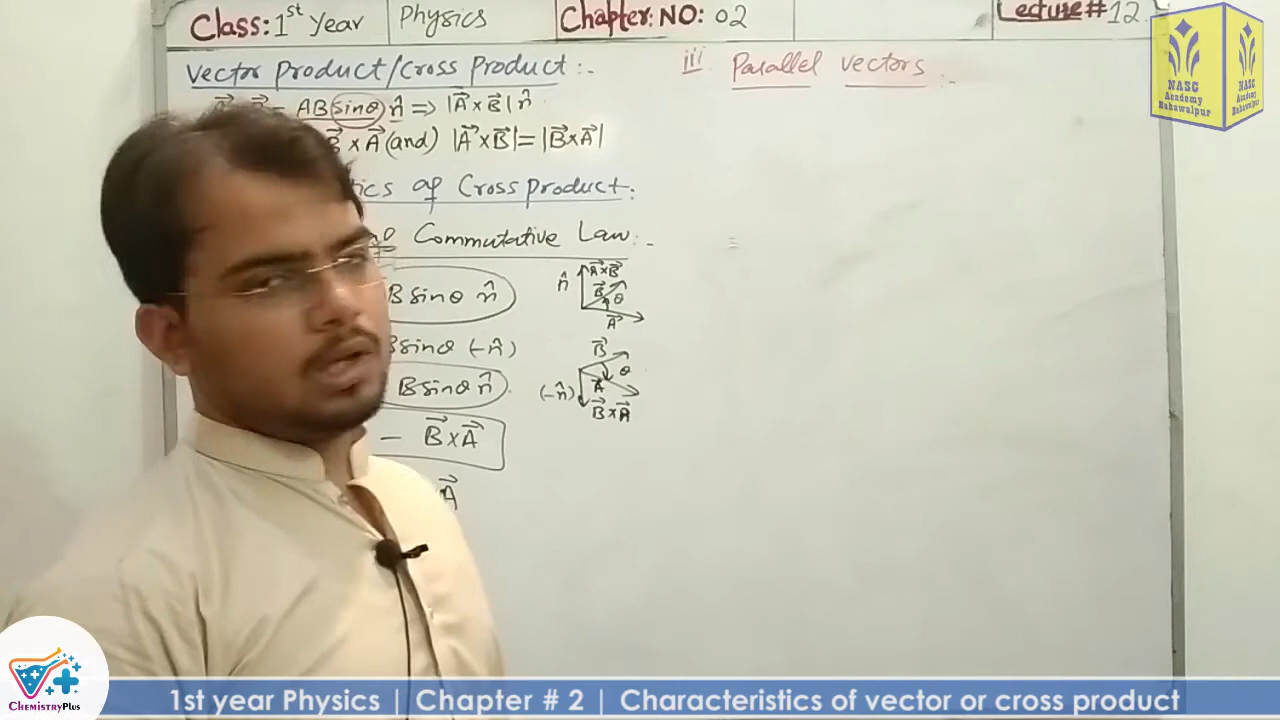 Class: 1st Year Physics Chapter: NO: 02 Lecture # 12
Vector Product/Cross Product :-
AB sinθ n̂ => |A⃗ x B⃗| n̂
x A⃗ (and) |A⃗ x B⃗| = |B⃗ x A⃗|
of Cross product :
Commutative Law :-
B sinθ n̂
n̂ A⃗xB⃗
B⃗ θ
A⃗
Bsinθ (-n̂)
B⃗
θ
B sinθ n̂
(-n̂) A⃗
B⃗ x A⃗
- B⃗ x A⃗
A⃗
iii Parallel vectors :-
NASC
Academy
Bahawalpur
NASC
Academy
Bahawalpur
ChemistryPlus
1st year Physics | Chapter # 2 | Characteristics of vector or cross product